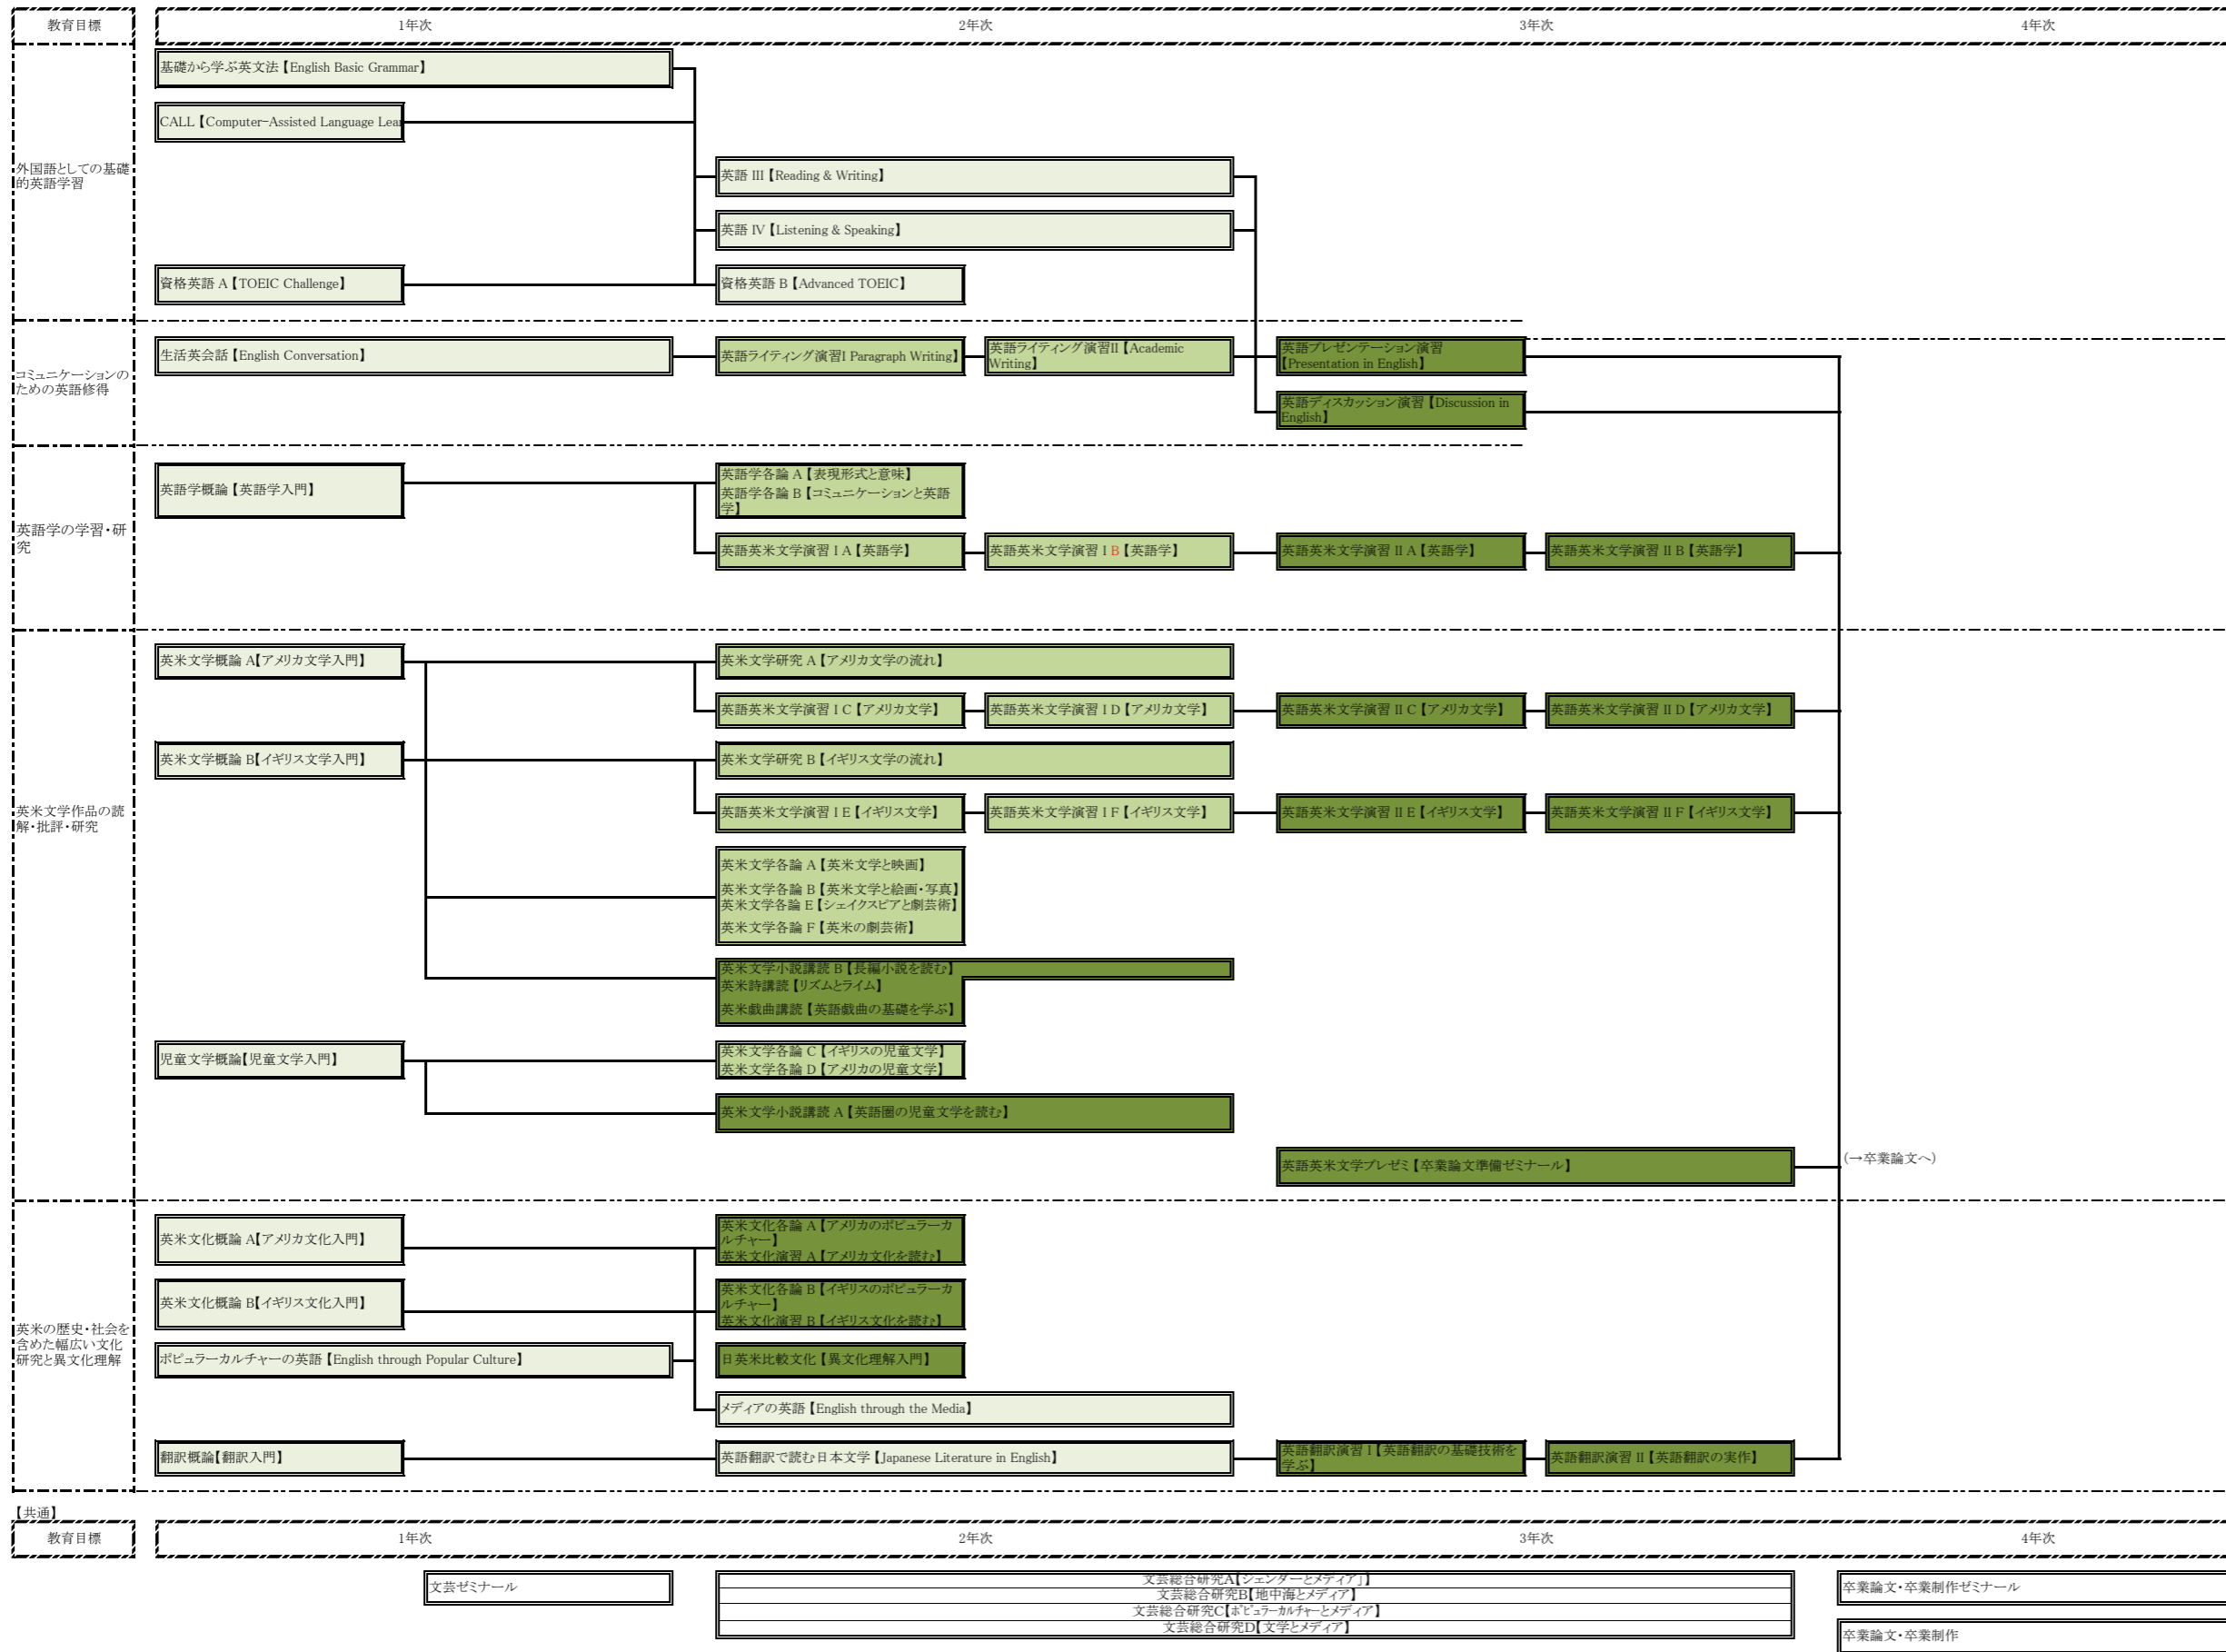 教育目標
1年次
2年次
3年次
4年次
外国語としての基礎
的英語学習
基礎から学ぶ英文法【English Basic Grammar】
CALL【Computer-Assisted Language Lear
英語 III【Reading & Writing】
英語 IV【Listening & Speaking】
資格英語 A【TOEIC Challenge】
資格英語 B【Advanced TOEIC】
コミュニケーションの
ための英語修得
生活英会話【English Conversation】
英語ライティング演習I Paragraph Writing】
英語ライティング演習II【Academic
Writing】
英語プレゼンテーション演習
【Presentation in English】
英語ディスカッション演習【Discussion in
English】
英語学の学習・研
究
英語学概論【英語学入門】
英語学各論 A【表現形式と意味】
英語学各論 B【コミュニケーションと英語
学】
英語英米文学演習 I A【英語学】
英語英米文学演習 I B【英語学】
英語英米文学演習 II A【英語学】
英語英米文学演習 II B【英語学】
英米文学作品の読
解・批評・研究
英米文学概論 A【アメリカ文学入門】
英米文学研究 A【アメリカ文学の流れ】
英語英米文学演習 I C【アメリカ文学】
英語英米文学演習 I D【アメリカ文学】
英語英米文学演習 II C【アメリカ文学】
英語英米文学演習 II D【アメリカ文学】
英米文学概論 B【イギリス文学入門】
英米文学研究 B【イギリス文学の流れ】
英語英米文学演習 I E【イギリス文学】
英語英米文学演習 I F【イギリス文学】
英語英米文学演習 II E【イギリス文学】
英語英米文学演習 II F【イギリス文学】
英米文学各論 A【英米文学と映画】
英米文学各論 B【英米文学と絵画・写真】
英米文学各論 E【シェイクスピアと劇芸術】
英米文学各論 F【英米の劇芸術】
英米文学小説講読 B【長編小説を読む】
英米詩講読【リズムとライム】
英米戯曲講読【英語戯曲の基礎を学ぶ】
児童文学概論【児童文学入門】
英米文学各論 C【イギリスの児童文学】
英米文学各論 D【アメリカの児童文学】
英米文学小説講読 A【英語圏の児童文学を読む】
英語英米文学プレゼミ【卒業論文準備ゼミナール】
(→卒業論文へ)
英米の歴史・社会を
含めた幅広い文化
研究と異文化理解
英米文化概論 A【アメリカ文化入門】
英米文化各論 A【アメリカのポピュラーカ
ルチャー】
英米文化演習 A【アメリカ文化を読む】
英米文化概論 B【イギリス文化入門】
英米文化各論 B【イギリスのポピュラーカ
ルチャー】
英米文化演習 B【イギリス文化を読む】
ポピュラーカルチャーの英語【English through Popular Culture】
日英米比較文化【異文化理解入門】
メディアの英語【English through the Media】
翻訳概論【翻訳入門】
英語翻訳で読む日本文学【Japanese Literature in English】
英語翻訳演習 I【英語翻訳の基礎技術を
学ぶ】
英語翻訳演習 II【英語翻訳の実作】
【共通】
教育目標
1年次
2年次
3年次
4年次
文芸ゼミナール
文芸総合研究A【ジェンダーとメディア」】
文芸総合研究B【地中海とメディア】
文芸総合研究C【ポピュラーカルチャーとメディア】
文芸総合研究D【文学とメディア】
卒業論文・卒業制作ゼミナール
卒業論文・卒業制作